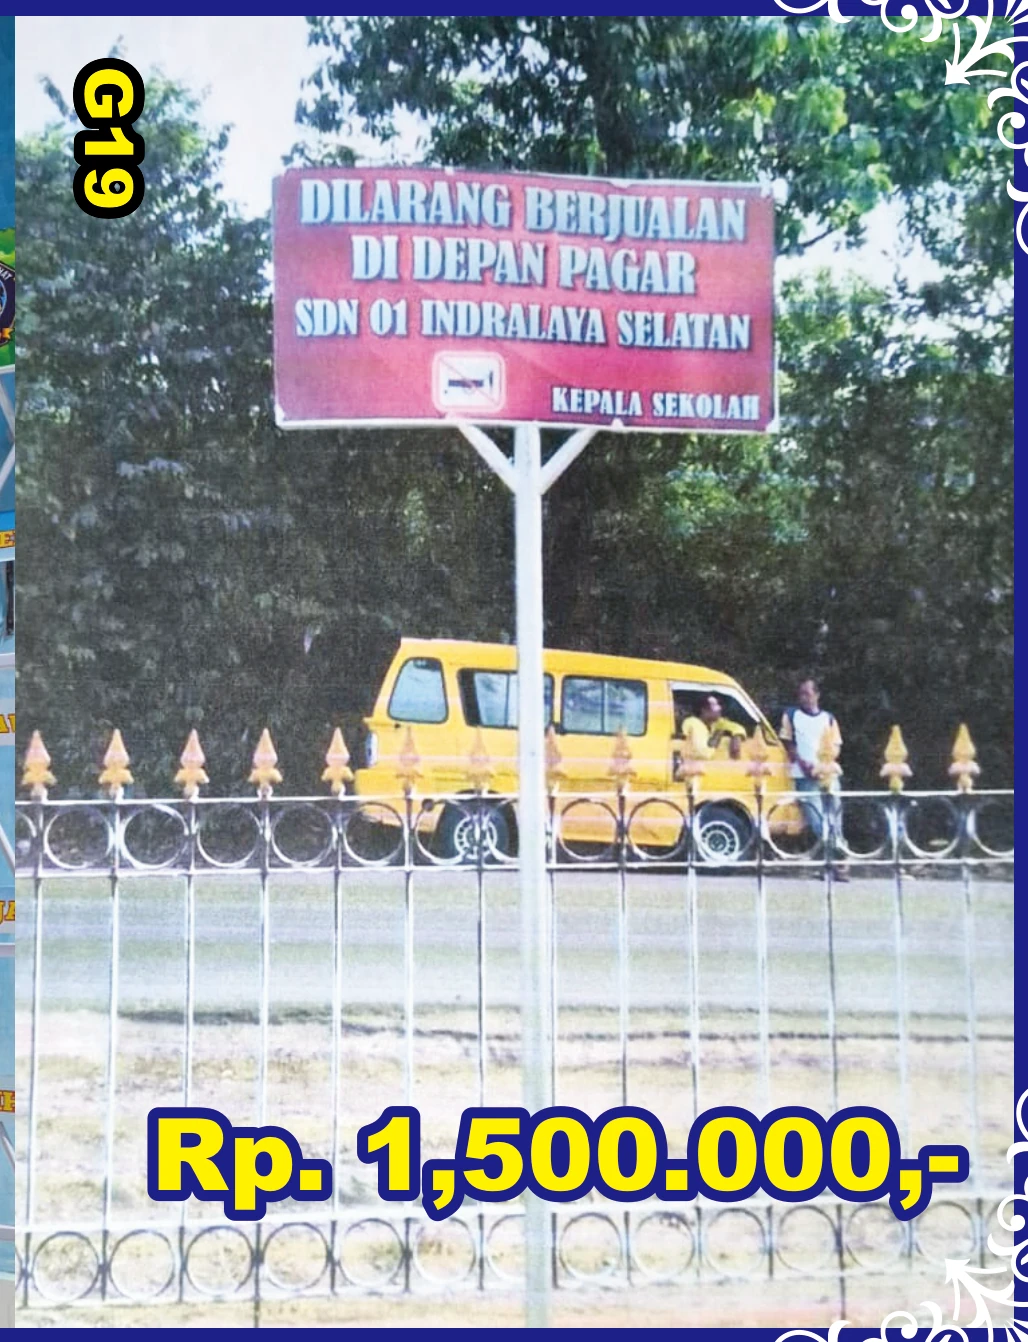 G19
DILARANG BERJUALAN
DI DEPAN PAGAR
SDN 01 INDRALAYA SELATAN
KEPALA SEKOLAH
Rp. 1,500.000,-